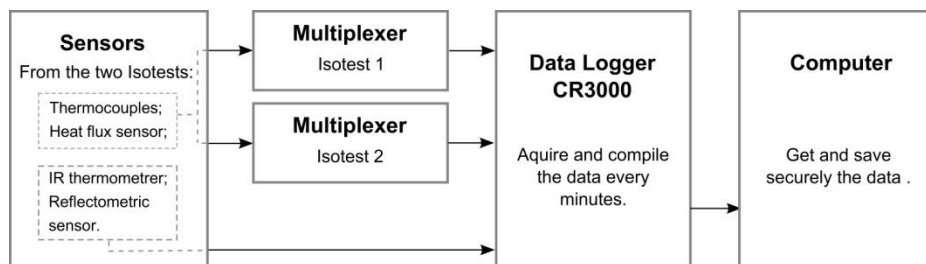 Sensors
From the two Isotests:
Thermocouples;
Heat flux sensor;
IR thermometrer;
Reflectometric
sensor.
Multiplexer
Isotest 1
Multiplexer
Isotest 2
Data Logger
CR3000
Aquire and compile
the data every
minutes.
Computer
Get and save
securely the data .